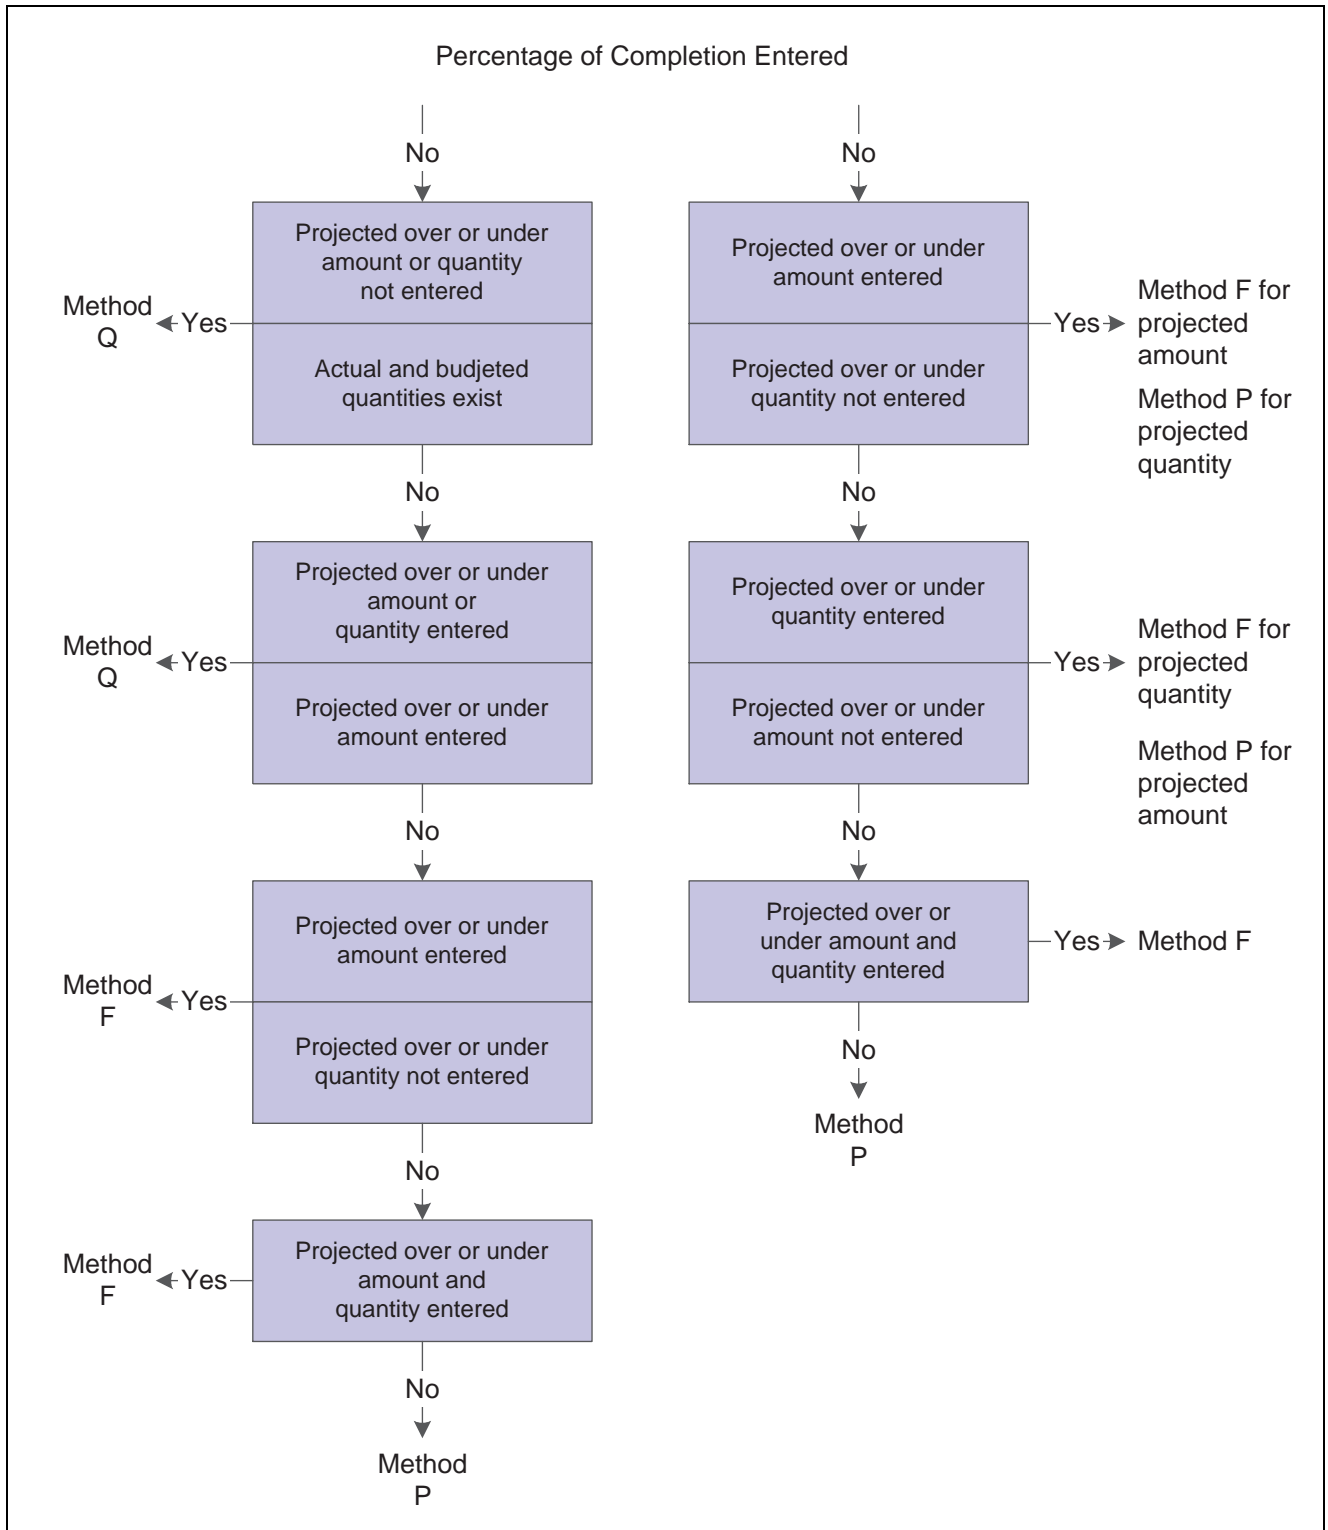 Percentage of Completion Entered
No
Projected over or under
amount or quantity
not entered
Method
Q
Yes
Actual and budjeted
quantities exist
No
Projected over or under
amount or
quantity entered
Method
Q
Yes
Projected over or under
amount entered
No
Projected over or under
amount entered
Method
F
Yes
Projected over or under
quantity not entered
No
Projected over or under
amount and
quantity entered
Method
F
Yes
No
Method
P
No
Projected over or under
amount entered
Yes
Method F for
projected
amount
Method P for
projected
quantity
Projected over or under
quantity not entered
No
Projected over or under
quantity entered
Yes
Method F for
projected
quantity
Method P for
projected
amount
Projected over or under
amount not entered
No
Projected over or
under amount and
quantity entered
Yes
Method F
No
Method
P